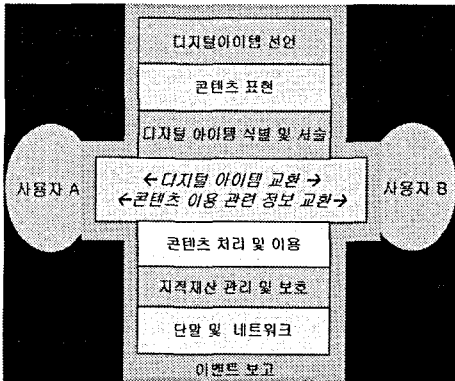 디지털아이템 선언
콘텐츠 표현
디지털 아이템 식별 및 서술
사용자 A
←디지털 아이템 교환 →
←콘텐츠 이용 관련 정보 교환→
사용자 B
콘텐츠 처리 및 이용
지적재산 관리 및 보호
단말 및 네트워크
이벤트 보고